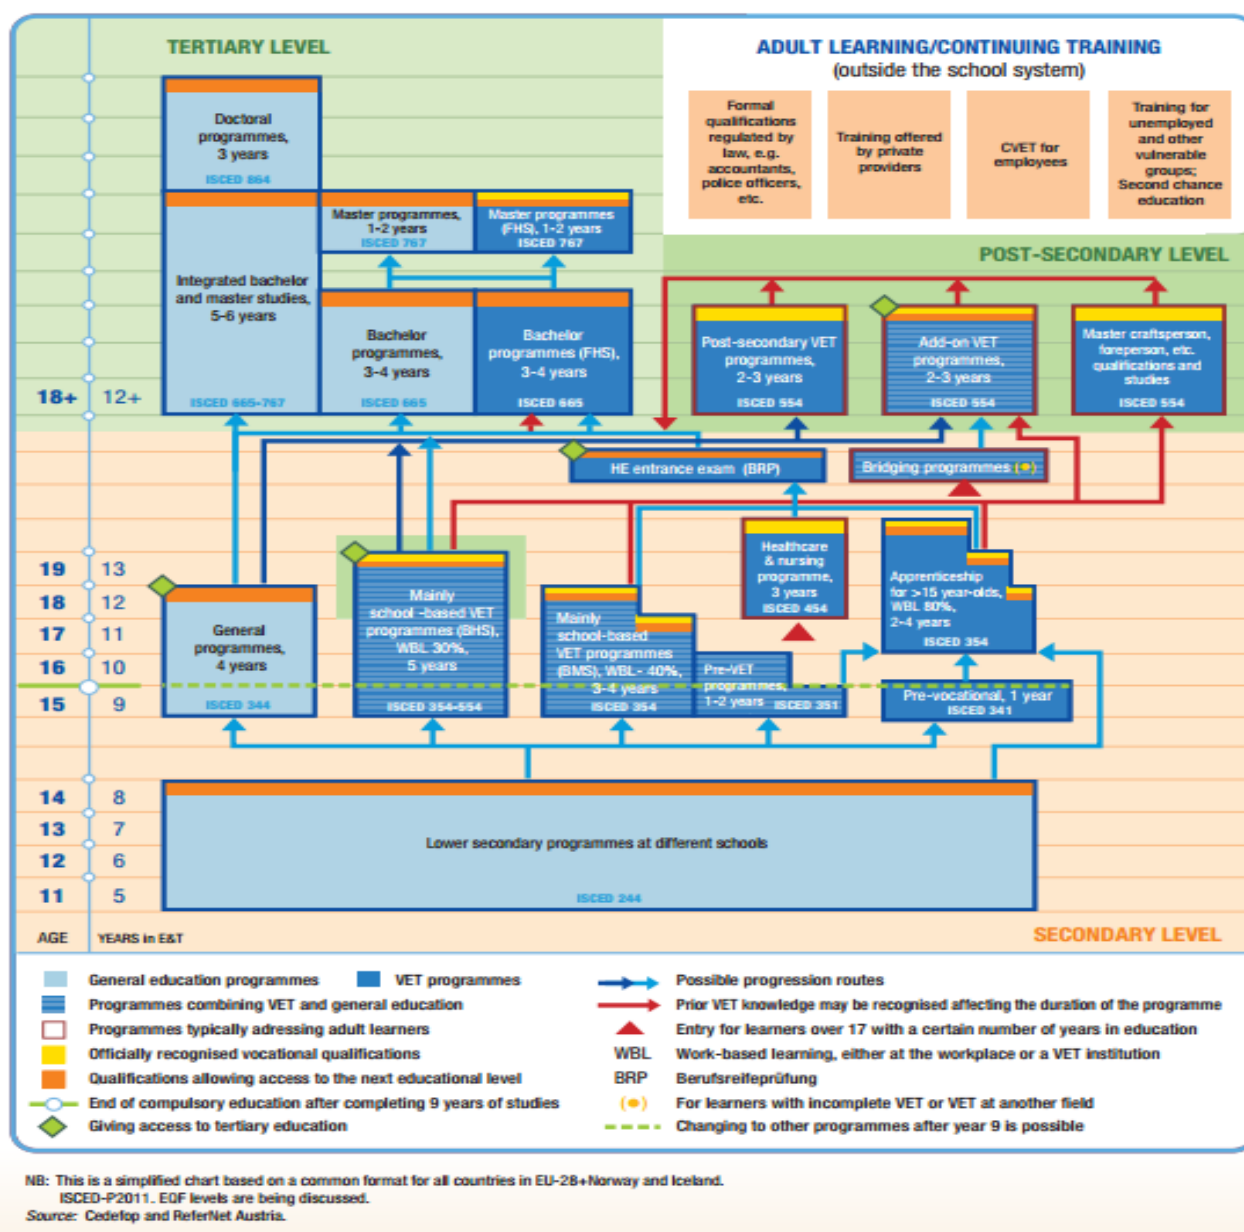 TERTIARY LEVEL
ADULT LEARNING/CONTINUING TRAINING
(outside the school system)
Formal
qualifications
regulated by
law, e.g.
accountants,
police officers,
etc.
Training offered
by private
providers
CVET for
employees
Training for
unemployed
and other
vulnerable
groups;
Second chance
education
Doctoral
programmes,
3 years
ISCED 864
Master programmes,
1-2 years
ISCED 767
Master programmes
(FHS), 1-2 years
ISCED 767
POST-SECONDARY LEVEL
Integrated bachelor
and master studies,
5-6 years
ISCED 665-767
Bachelor
programmes,
3-4 years
ISCED 665
Bachelor
programmes (FHS),
3-4 years
ISCED 665
Post-secondary VET
programmes,
2-3 years
ISCED 554
Add-on VET
programmes,
2-3 years
ISCED 554
Master craftsperson,
foreperson, etc.
qualifications and
studies
ISCED 554
18+ 12+
HE entrance exam (BRP)
Bridging programmes (●)
19 13
18 12
17 11
16 10
15 9
General
programmes,
4 years
ISCED 344
Mainly
school -based VET
programmes (BHS),
WBL 30%,
5 years
ISCED 354-554
Mainly
school-based
VET programmes
(BMS), WBL- 40%,
3-4 years
ISCED 354
Pre-VET
programmes,
1-2 years ISCED 351
Healthcare
& nursing
programme,
3 years
ISCED 454
Apprenticeship
for >15 year-olds,
WBL 80%,
2-4 years
ISCED 354
Pre-vocational, 1 year
ISCED 341
14 8
13 7
12 6
11 5
Lower secondary programmes at different schools
ISCED 244
AGE YEARS in E&T
SECONDARY LEVEL
General education programmes
VET programmes
Programmes combining VET and general education
Programmes typically adressing adult learners
Officially recognised vocational qualifications
Qualifications allowing access to the next educational level
End of compulsory education after completing 9 years of studies
Giving access to tertiary education
Possible progression routes
Prior VET knowledge may be recognised affecting the duration of the programme
Entry for learners over 17 with a certain number of years in education
WBL Work-based learning, either at the workplace or a VET institution
BRP Berufsreifeprüfung
(●) For learners with incomplete VET or VET at another field
Changing to other programmes after year 9 is possible
NB: This is a simplified chart based on a common format for all countries in EU-28+Norway and Iceland.
ISCED-P2011. EQF levels are being discussed.
Source: Cedefop and ReferNet Austria.